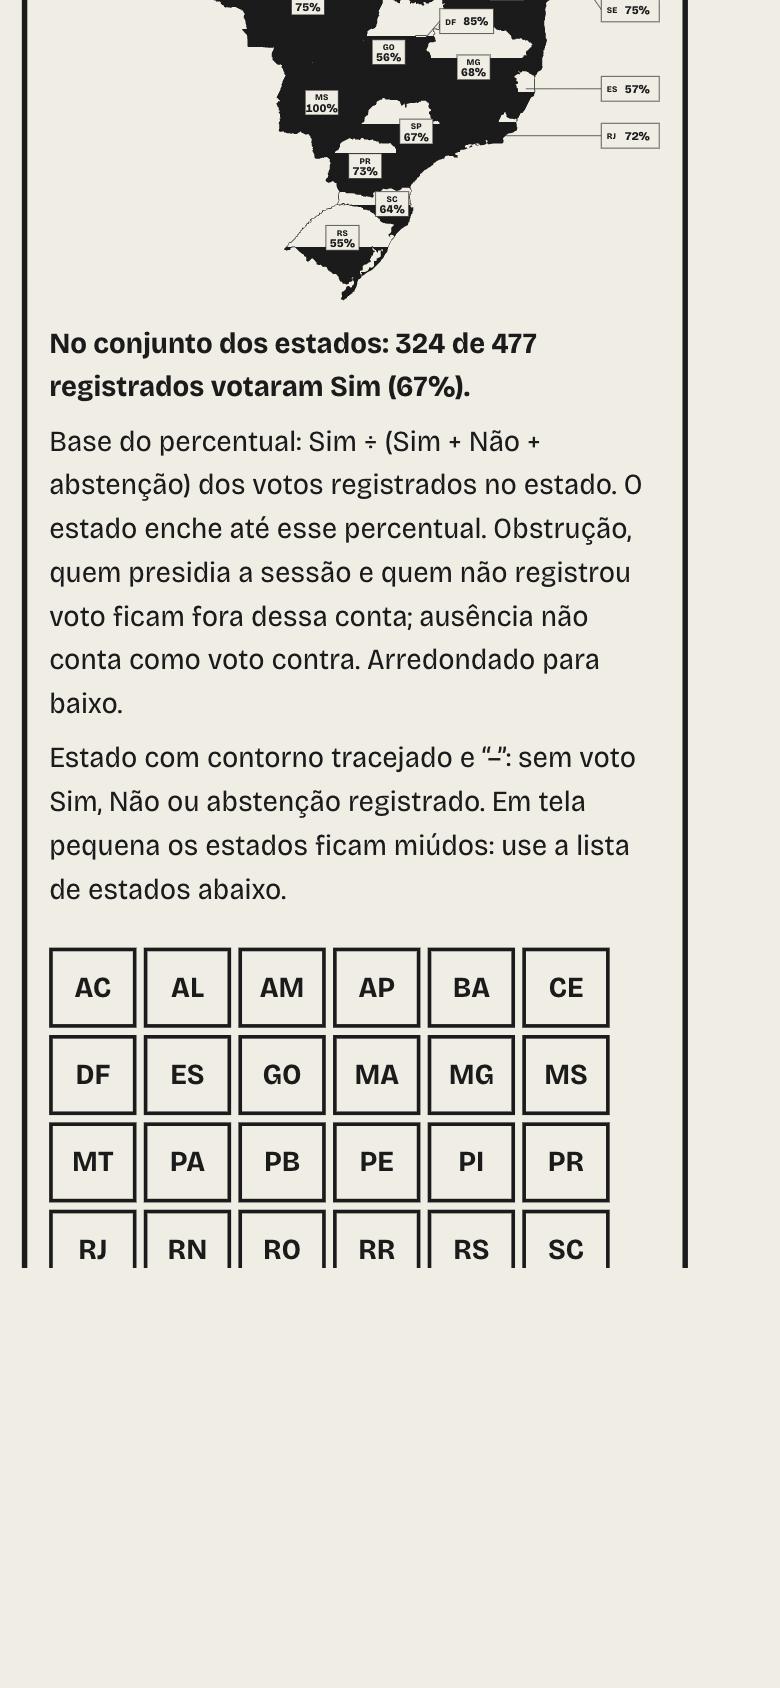 75%
SE 75%
DF 85%
GO
56%
MG
68%
ES 57%
MS
100%
SP
67%
RJ 72%
PR
73%
SC
64%
RS
55%
No conjunto dos estados: 324 de 477
registrados votaram Sim (67%).
Base do percentual: Sim ÷ (Sim + Não +
abstenção) dos votos registrados no estado. O
estado enche até esse percentual. Obstrução,
quem presidia a sessão e quem não registrou
voto ficam fora dessa conta; ausência não
conta como voto contra. Arredondado para
baixo.
Estado com contorno tracejado e “–”: sem voto
Sim, Não ou abstenção registrado. Em tela
pequena os estados ficam miúdos: use a lista
de estados abaixo.
AC AL AM AP BA CE
DF ES GO MA MG MS
MT PA PB PE PI PR
RJ RN RO RR RS SC